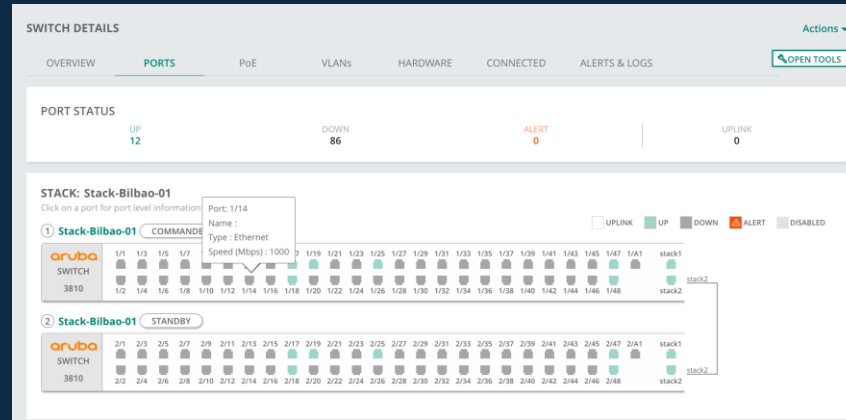 SWITCH DETAILS
Actions
OVERVIEW PORTS PoE VLANs HARDWARE CONNECTED ALERTS & LOGS
OPEN TOOLS
PORT STATUS
UP DOWN ALERT UPLINK
12 86 0 0
STACK: Stack-Bilbao-01
Click on a port for port level information
Port: 1/14
Name :
Type : Ethernet
Speed (Mbps) : 1000
UPLINK UP DOWN ALERT DISABLED
1 Stack-Bilbao-01
aruba
SWITCH
3810
1/1 1/3 1/5 1/7 1/19 1/21 1/23 1/25 1/27 1/29 1/31 1/33 1/35 1/37 1/39 1/41 1/43 1/45 1/47 1/A1 stack1
1/2 1/4 1/6 1/8 1/10 1/12 1/14 1/16 1/18 1/20 1/22 1/24 1/26 1/28 1/30 1/32 1/34 1/36 1/38 1/40 1/42 1/44 1/46 1/48 stack2
stack2
2 Stack-Bilbao-01 STANDBY
aruba
SWITCH
3810
2/1 2/3 2/5 2/7 2/9 2/11 2/13 2/15 2/17 2/19 2/21 2/23 2/25 2/27 2/29 2/31 2/33 2/35 2/37 2/39 2/41 2/43 2/45 2/47 2/A1 stack1
2/2 2/4 2/6 2/8 2/10 2/12 2/14 2/16 2/18 2/20 2/22 2/24 2/26 2/28 2/30 2/32 2/34 2/36 2/38 2/40 2/42 2/44 2/46 2/48 stack2
stack2